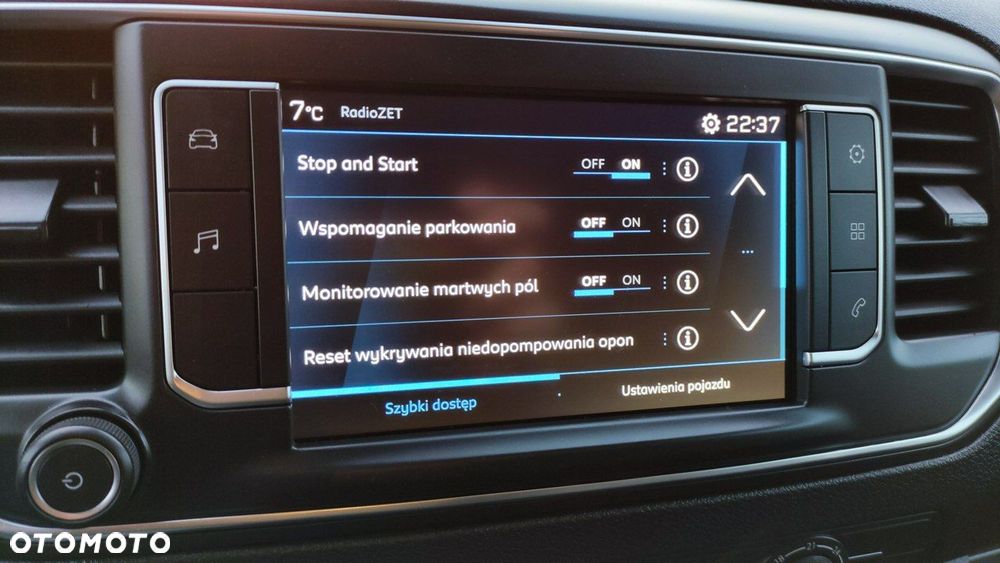 7°C RadioZET 22:37
Stop and Start OFF ON
Wspomaganie parkowania OFF ON
Monitorowanie martwych pól OFF ON
Reset wykrywania niedopompowania opon
Szybki dostęp Ustawienia pojazdu
OTOMOTO